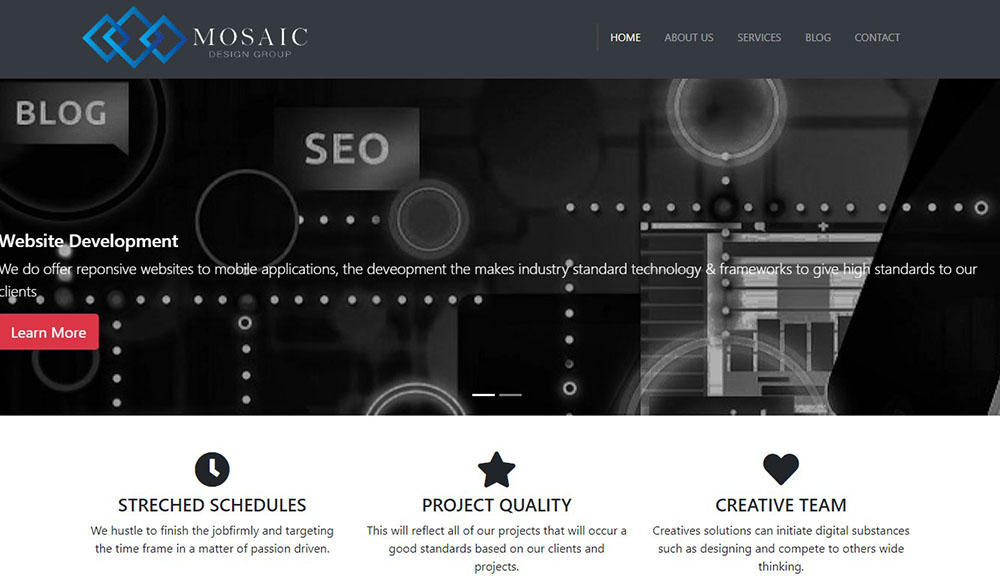 MOSAIC
DESIGN GROUP
HOME ABOUT US SERVICES BLOG CONTACT
BLOG
SEO
Website Development
We do offer reponsive websites to mobile applications, the deveopment the makes industry standard technology & frameworks to give high standards to our
clients
Learn More
STRECHED SCHEDULES
We hustle to finish the jobfirmly and targeting
the time frame in a matter of passion driven.
PROJECT QUALITY
This will reflect all of our projects that will occur a
good standards based on our clients and
projects.
CREATIVE TEAM
Creatives solutions can initiate digital substances
such as designing and compete to others wide
thinking.